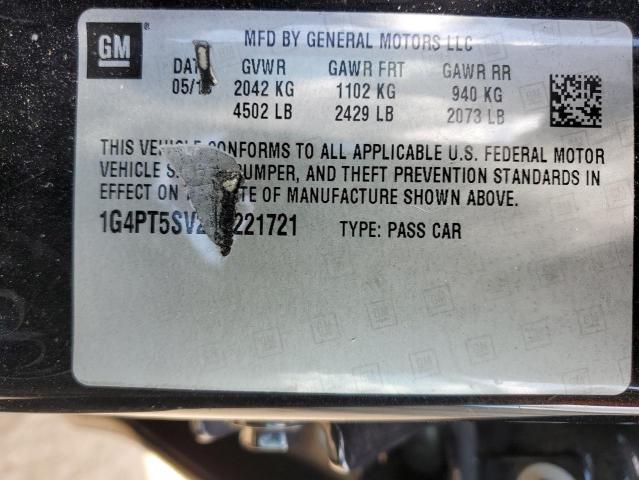 GM
MFD BY GENERAL MOTORS LLC
GVWR GAWR FRT GAWR RR
2042 KG 1102 KG 940 KG
4502 LB 2429 LB 2073 LB
THIS CONFORMS TO ALL APPLICABLE U.S. FEDERAL MOTOR
VEHICLE BUMPER, AND THEFT PREVENTION STANDARDS IN
EFFECT ON OF MANUFACTURE SHOWN ABOVE.
221721 TYPE: PASS CAR